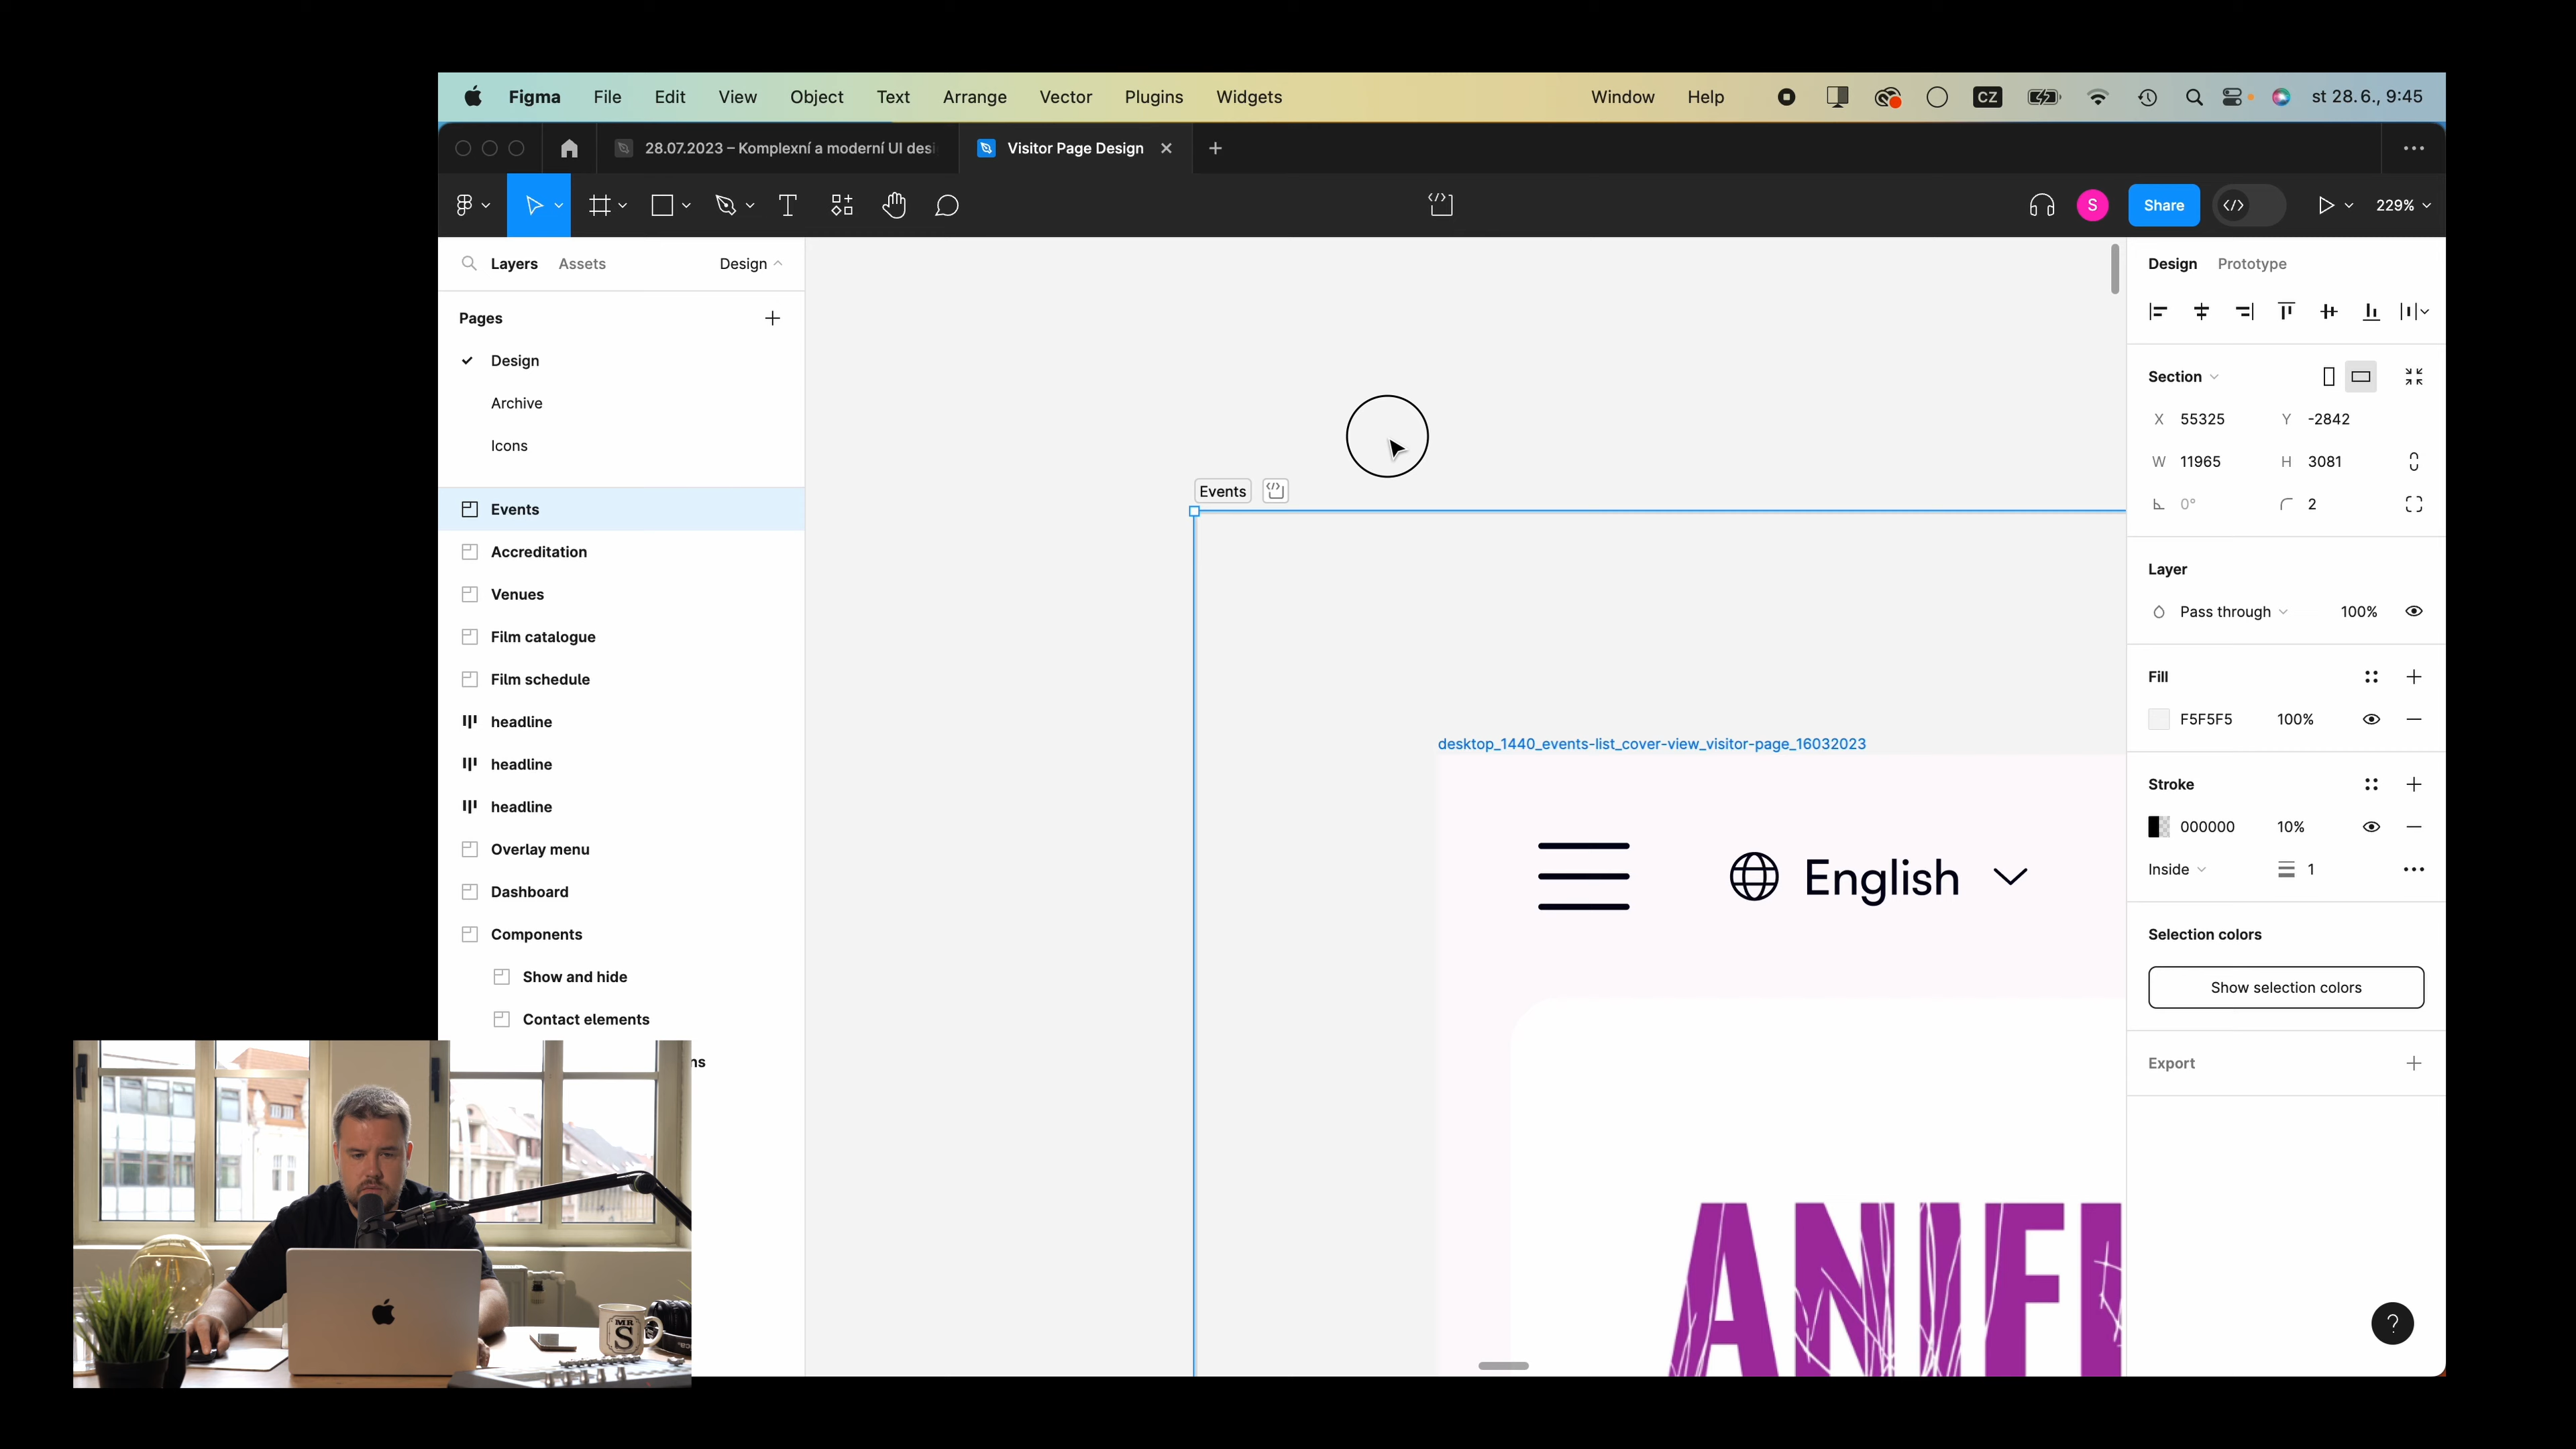 Figma File Edit View Object Text Arrange Vector Plugins Widgets Window Help CZ st 28. 6., 9:45
28.07.2023 – Komplexní a moderní UI desi Visitor Page Design
S Share 229%
Layers Assets Design
Pages
Design
Archive
Icons
Events
Accreditation
Venues
Film catalogue
Film schedule
headline
headline
headline
Overlay menu
Dashboard
Components
Show and hide
Contact elements
ns
Events
desktop_1440_events-list_cover-view_visitor-page_16032023
English
ANIF
Design Prototype
Section
X 55325 Y -2842
W 11965 H 3081
0° 2
Layer
Pass through 100%
Fill
F5F5F5 100%
Stroke
000000 10%
Inside 1
Selection colors
Show selection colors
Export
?
MR
S